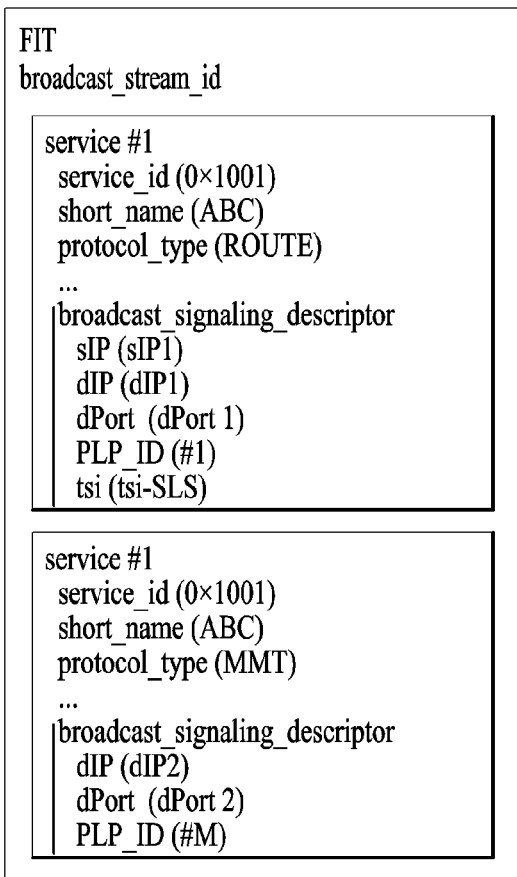 FIT
broadcast_stream_id
service #1
service_id (0×1001)
short_name (ABC)
protocol_type (ROUTE)
...
broadcast_signaling_descriptor
sIP (sIP1)
dIP (dIP1)
dPort (dPort 1)
PLP_ID (#1)
tsi (tsi-SLS)
service #1
service_id (0×1001)
short_name (ABC)
protocol_type (MMT)
...
broadcast_signaling_descriptor
dIP (dIP2)
dPort (dPort 2)
PLP_ID (#M)